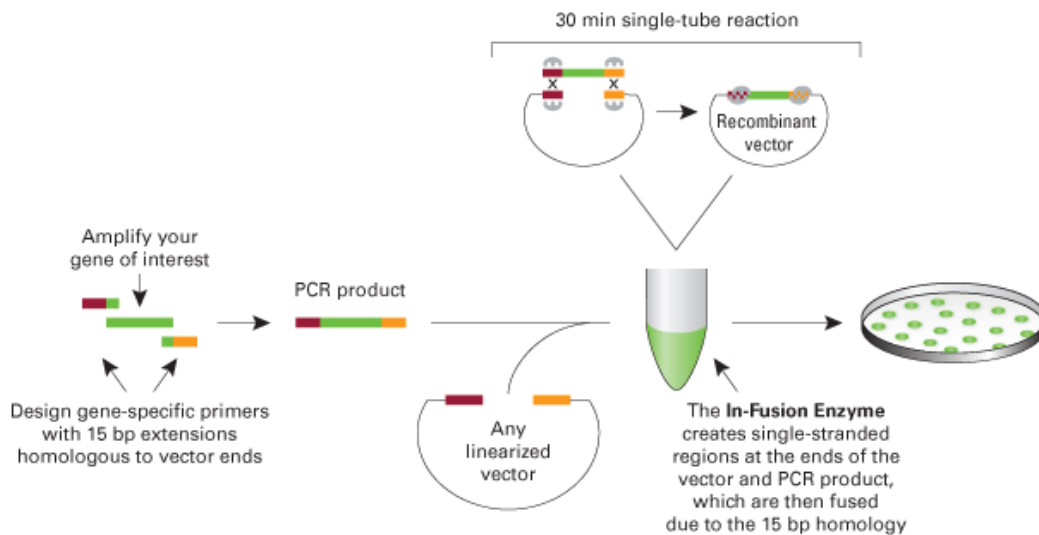 30 min single-tube reaction
Recombinant
vector
Amplify your
gene of interest
PCR product
Design gene-specific primers
with 15 bp extensions
homologous to vector ends
Any
linearized
vector
The In-Fusion Enzyme
creates single-stranded
regions at the ends of the
vector and PCR product,
which are then fused
due to the 15 bp homology